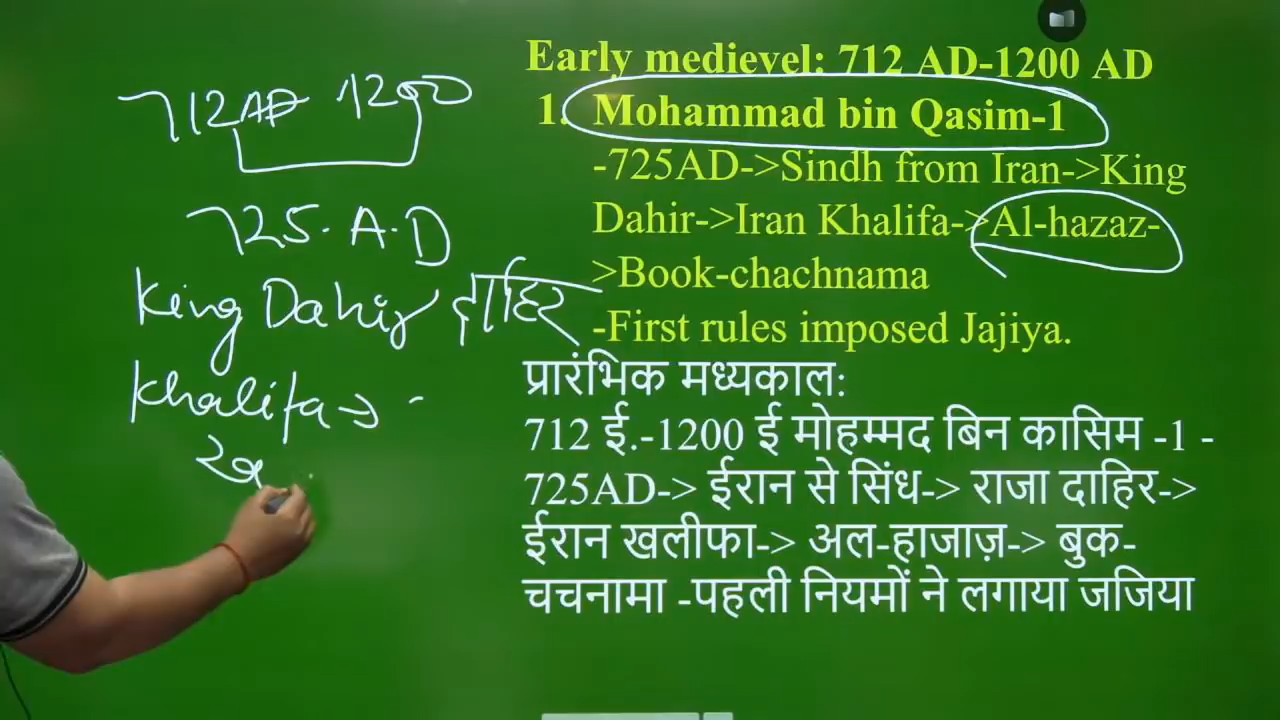 Early medievel: 712 AD-1200 AD
1. Mohammad bin Qasim-1
-725AD->Sindh from Iran->King
Dahir->Iran Khalifa->Al-hazaz-
>Book-chachnama
-First rules imposed Jajiya.
प्रारंभिक मध्यकाल:
712 ई.-1200 ई मोहम्मद बिन कासिम -1 -
725AD-> ईरान से सिंध-> राजा दाहिर->
ईरान खलीफा-> अल-हाजाज़-> बुक-
चचनामा -पहली नियमों ने लगाया जजिया
712AD 1200
725. A.D
King Dahir दाहिर
Khalifa→ -